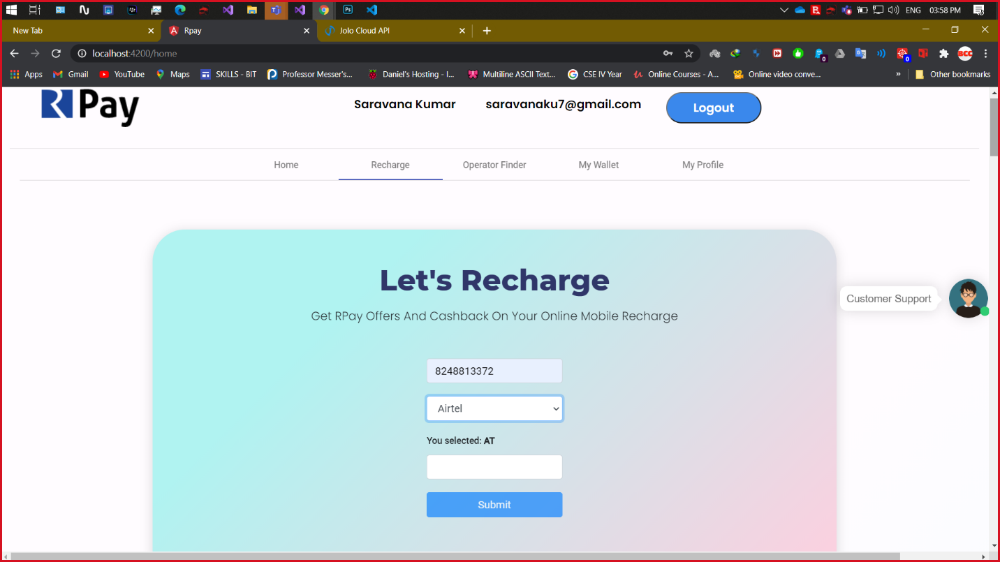 ENG 03:58 PM
New Tab
Rpay
Jolo Cloud API
localhost:4200/home
Apps
Gmail
YouTube
Maps
SKILLS - BIT
Professor Messer's...
Daniel's Hosting - I...
Multiline ASCII Text...
CSE IV Year
Online Courses - A...
Online video conve...
»
Other bookmarks
R Pay
Saravana Kumar
saravanaku7@gmail.com
Logout
Home
Recharge
Operator Finder
My Wallet
My Profile
Let's Recharge
Get RPay Offers And Cashback On Your Online Mobile Recharge
Customer Support
8248813372
Airtel
You selected: AT
Submit